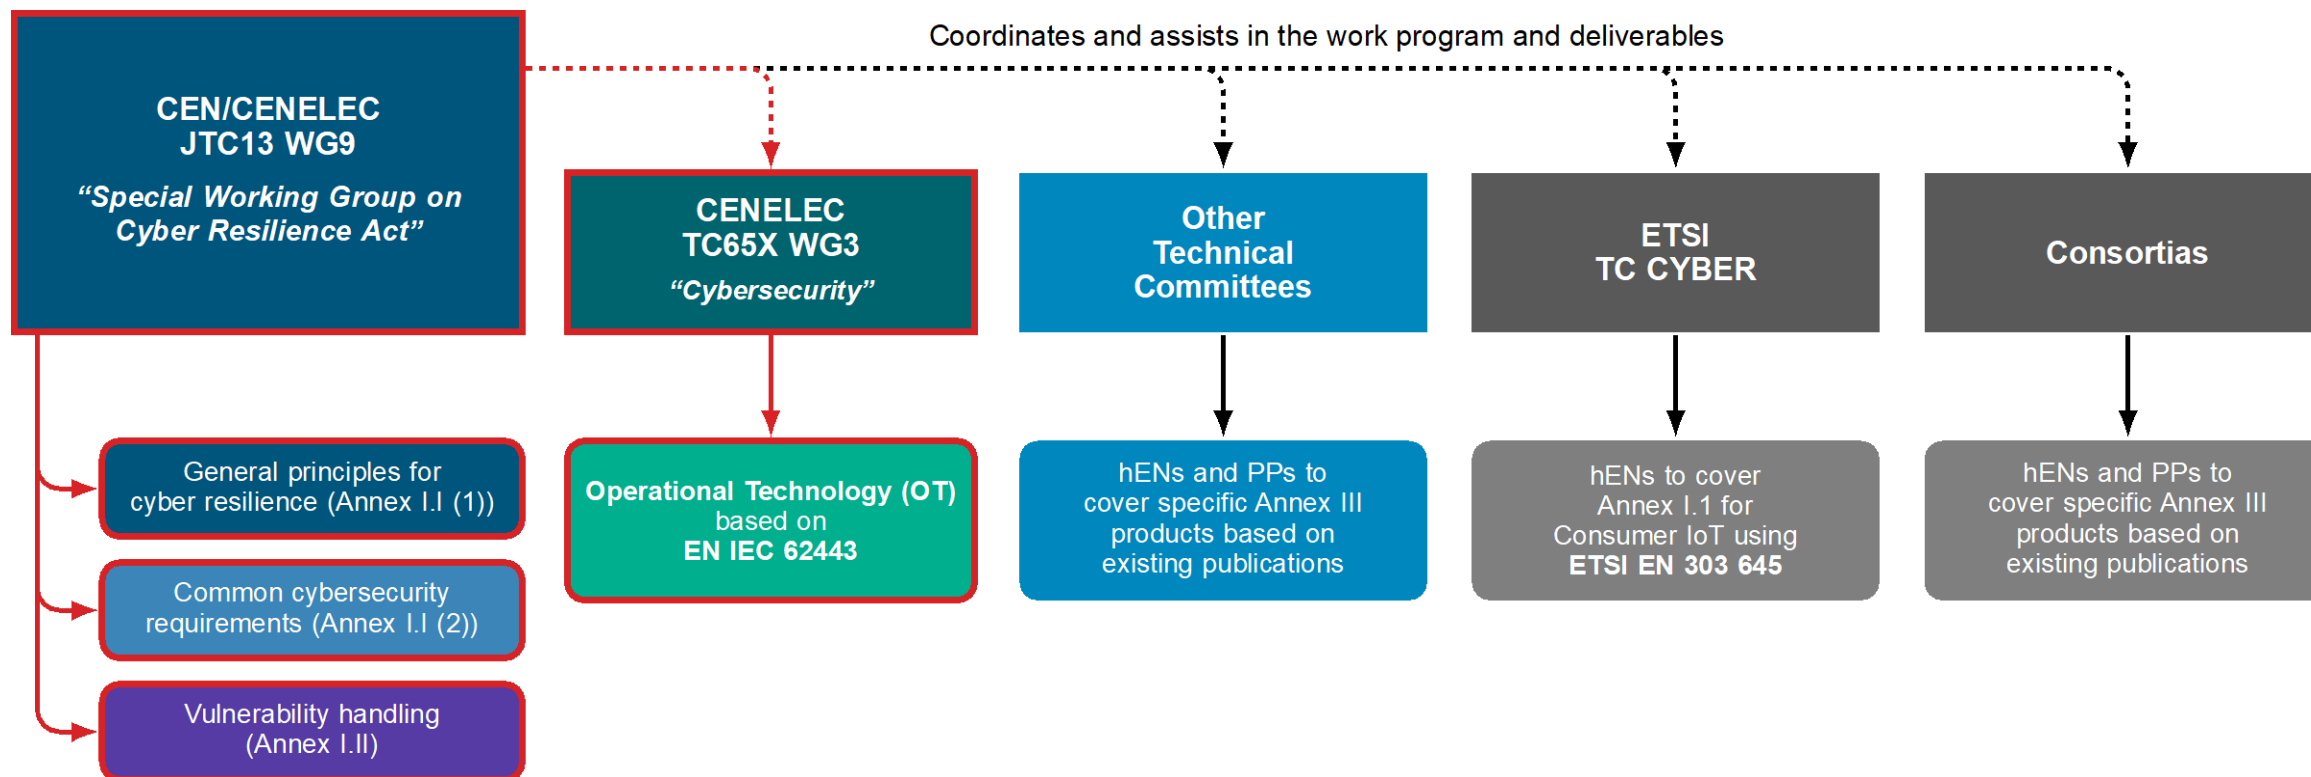 Coordinates and assists in the work program and deliverables
CEN/CENELEC
JTC13 WG9
“Special Working Group on
Cyber Resilience Act”
CENELEC
TC65X WG3
“Cybersecurity”
Other
Technical
Committees
ETSI
TC CYBER
Consortias
General principles for
cyber resilience (Annex I.I (1))
Common cybersecurity
requirements (Annex I.I (2))
Vulnerability handling
(Annex I.II)
Operational Technology (OT)
based on
EN IEC 62443
hENs and PPs to
cover specific Annex III
products based on
existing publications
hENs to cover
Annex I.1 for
Consumer IoT using
ETSI EN 303 645
hENs and PPs to
cover specific Annex III
products based on
existing publications